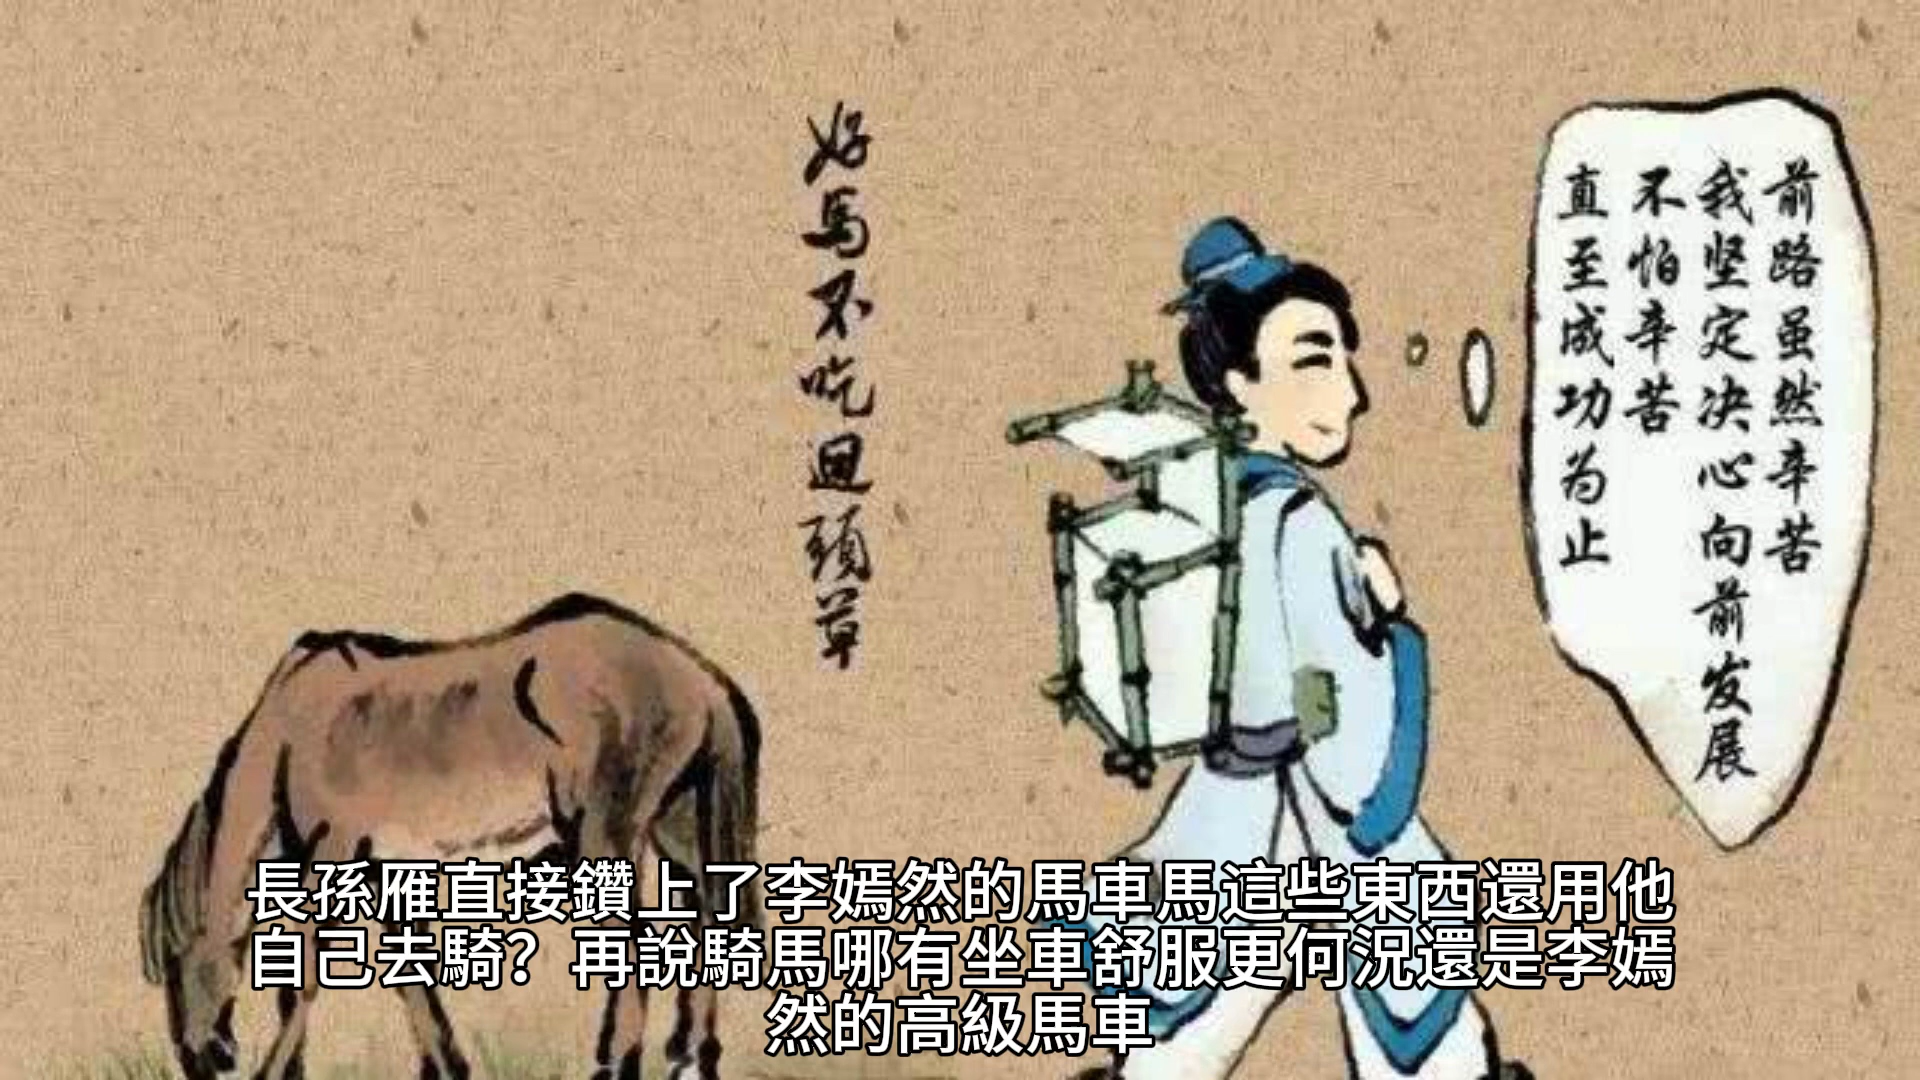 好馬不吃迴頭草
前路虽然辛苦
我坚定决心向前发展
不怕辛苦
直至成功为止
長孫雁直接鑽上了李嫣然的馬車馬這些東西還用他
自己去騎？再說騎馬哪有坐車舒服更何況還是李嫣
然的高級馬車